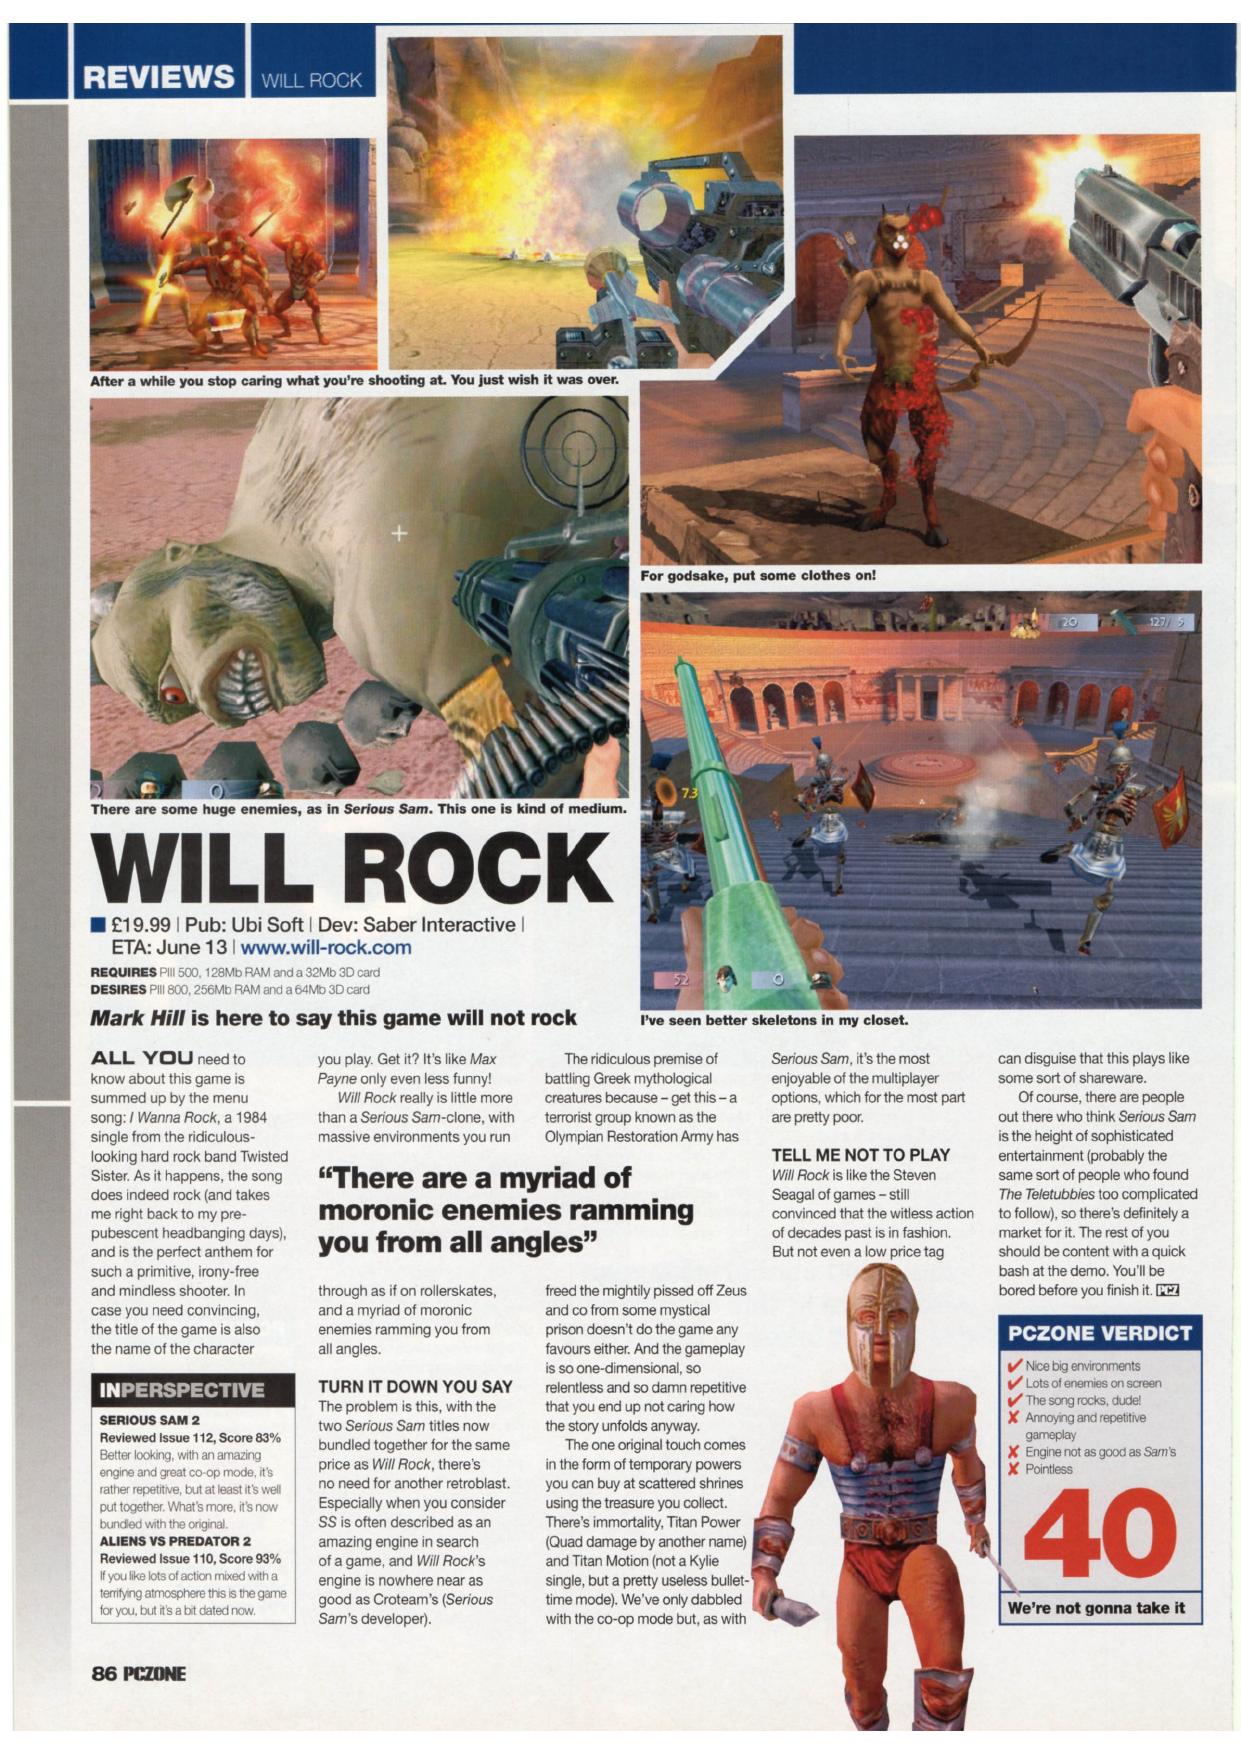 REVIEWS
WILL ROCK
After a while you stop caring what you're shooting at. You just wish it was over.
For godsake, put some clothes on!
There are some huge enemies, as in Serious Sam. This one is kind of medium.
20
127/ 5
7.3
52
0
0
I've seen better skeletons in my closet.
WILL ROCK
£19.99 | Pub: Ubi Soft | Dev: Saber Interactive |
ETA: June 13 | www.will-rock.com
REQUIRES PIII 500, 128Mb RAM and a 32Mb 3D card
DESIRES PIII 800, 256Mb RAM and a 64Mb 3D card
Mark Hill is here to say this game will not rock
ALL YOU need to
know about this game is
summed up by the menu
song: I Wanna Rock, a 1984
single from the ridiculous-
looking hard rock band Twisted
Sister. As it happens, the song
does indeed rock (and takes
me right back to my pre-
pubescent headbanging days),
and is the perfect anthem for
such a primitive, irony-free
and mindless shooter. In
case you need convincing,
the title of the game is also
the name of the character
you play. Get it? It's like Max
Payne only even less funny!
Will Rock really is little more
than a Serious Sam-clone, with
massive environments you run
"There are a myriad of
moronic enemies ramming
you from all angles"
through as if on rollerskates,
and a myriad of moronic
enemies ramming you from
all angles.
TURN IT DOWN YOU SAY
The problem is this, with the
two Serious Sam titles now
bundled together for the same
price as Will Rock, there's
no need for another retroblast.
Especially when you consider
SS is often described as an
amazing engine in search
of a game, and Will Rock's
engine is nowhere near as
good as Croteam's (Serious
Sam's developer).
The ridiculous premise of
battling Greek mythological
creatures because – get this – a
terrorist group known as the
Olympian Restoration Army has
freed the mightily pissed off Zeus
and co from some mystical
prison doesn't do the game any
favours either. And the gameplay
is so one-dimensional, so
relentless and so damn repetitive
that you end up not caring how
the story unfolds anyway.
The one original touch comes
in the form of temporary powers
you can buy at scattered shrines
using the treasure you collect.
There's immortality, Titan Power
(Quad damage by another name)
and Titan Motion (not a Kylie
single, but a pretty useless bullet-
time mode). We've only dabbled
with the co-op mode but, as with
Serious Sam, it's the most
enjoyable of the multiplayer
options, which for the most part
are pretty poor.
TELL ME NOT TO PLAY
Will Rock is like the Steven
Seagal of games – still
convinced that the witless action
of decades past is in fashion.
But not even a low price tag
can disguise that this plays like
some sort of shareware.
Of course, there are people
out there who think Serious Sam
is the height of sophisticated
entertainment (probably the
same sort of people who found
The Teletubbies too complicated
to follow), so there's definitely a
market for it. The rest of you
should be content with a quick
bash at the demo. You'll be
bored before you finish it. PCZ
INPERSPECTIVE
SERIOUS SAM 2
Reviewed Issue 112, Score 83%
Better looking, with an amazing
engine and great co-op mode, it's
rather repetitive, but at least it's well
put together. What's more, it's now
bundled with the original.
ALIENS VS PREDATOR 2
Reviewed Issue 110, Score 93%
If you like lots of action mixed with a
terrifying atmosphere this is the game
for you, but it's a bit dated now.
PCZONE VERDICT
✓ Nice big environments
✓ Lots of enemies on screen
✓ The song rocks, dude!
✗ Annoying and repetitive
gameplay
✗ Engine not as good as Sam's
✗ Pointless
40
We're not gonna take it
86 PCZONE